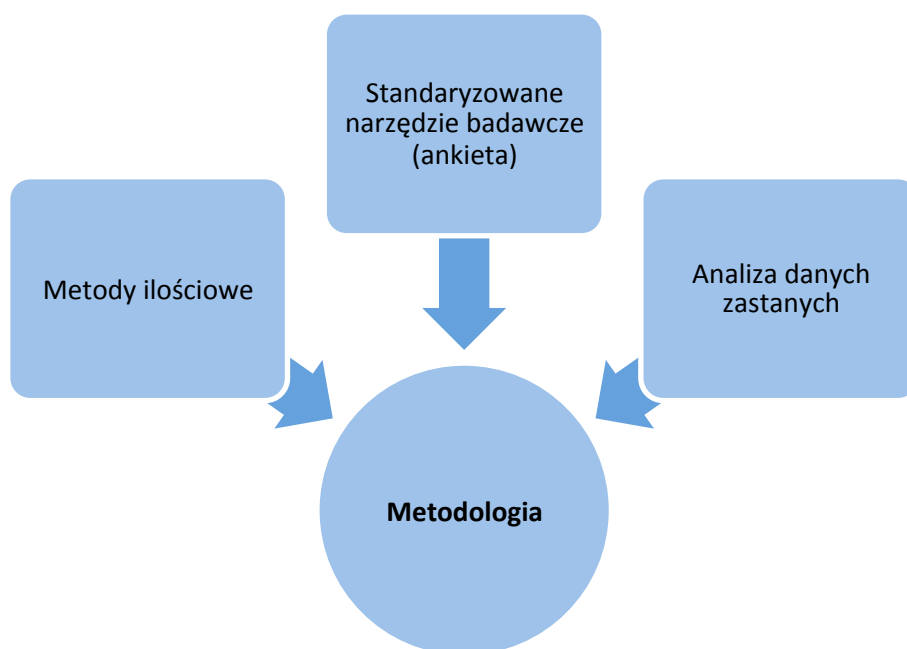 Standaryzowane
narzędzie badawcze
(ankieta)
Metody ilościowe
Analiza danych
zastanych
Metodologia